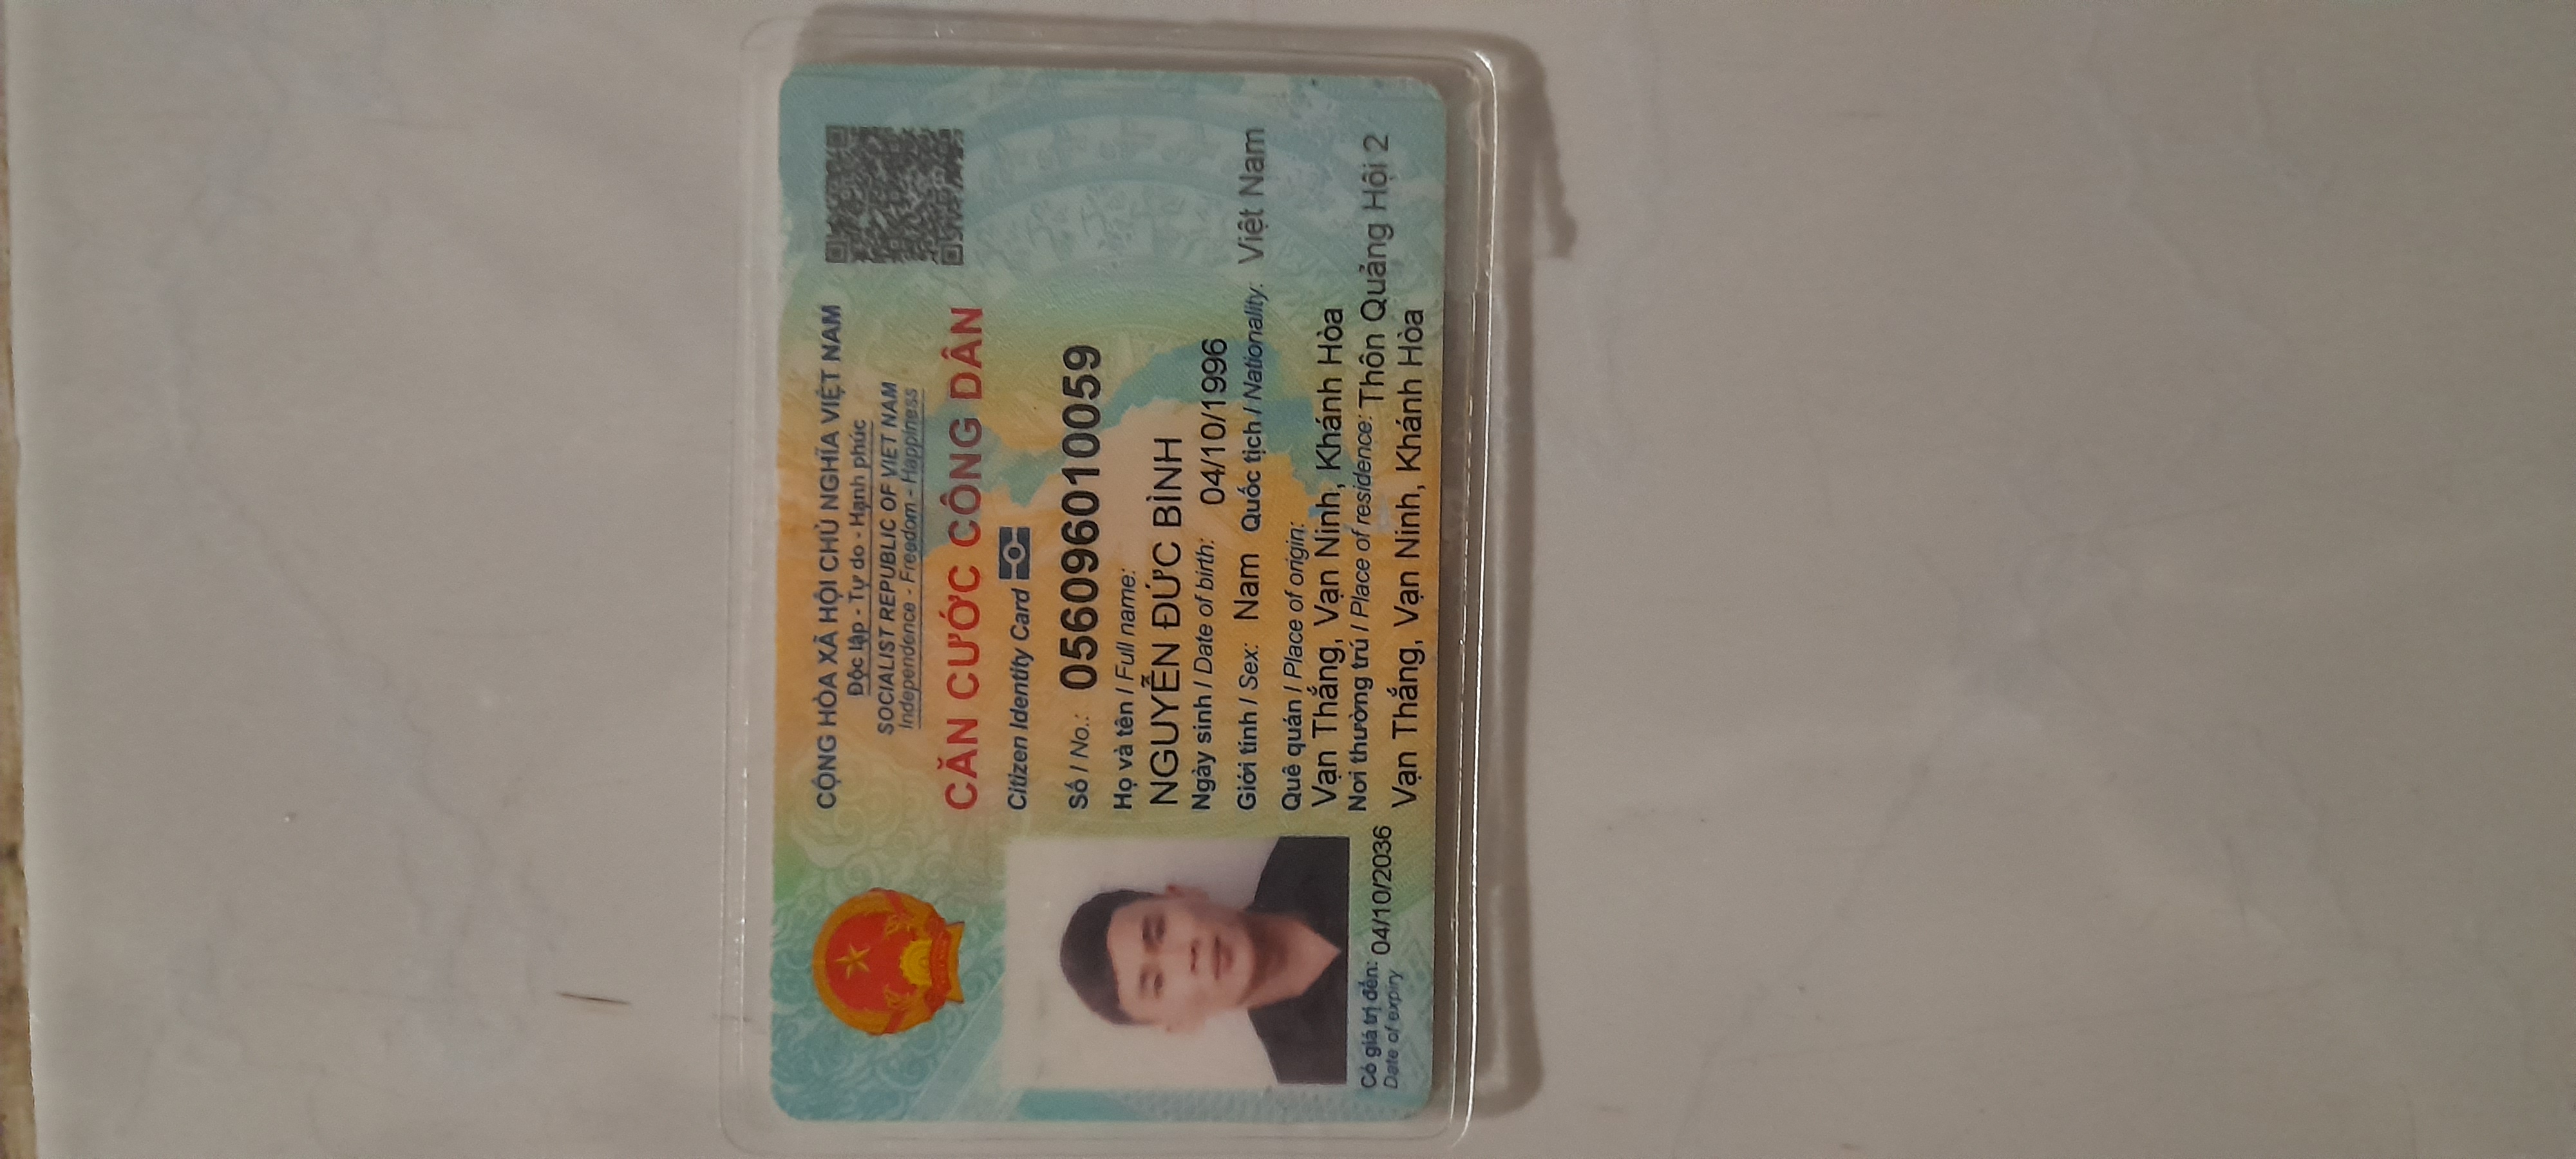 CỘNG HÒA XÃ HỘI CHỦ NGHĨA VIỆT NAM
Độc lập - Tự do - Hạnh phúc
SOCIALIST REPUBLIC OF VIET NAM
Independence - Freedom - Happiness
CĂN CƯỚC CÔNG DÂN
Citizen Identity Card
Số / No.: 056096010059
Họ và tên / Full name:
NGUYỄN ĐỨC BÌNH
Ngày sinh / Date of birth: 04/10/1996
Giới tính / Sex: Nam Quốc tịch / Nationality: Việt Nam
Quê quán / Place of origin:
Vạn Thắng, Vạn Ninh, Khánh Hòa
Nơi thường trú / Place of residence: Thôn Quảng Hội 2
Vạn Thắng, Vạn Ninh, Khánh Hòa
Có giá trị đến: 04/10/2036
Date of expiry